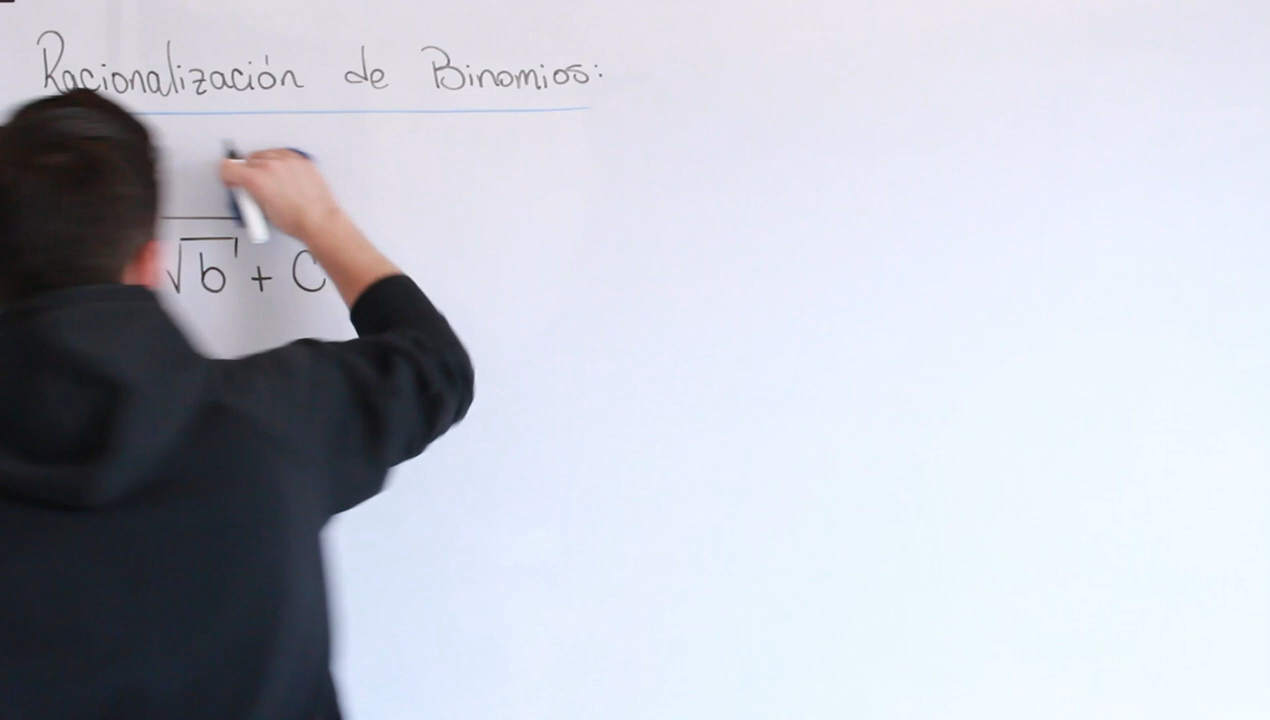 Racionalización de Binomios:
√b + C